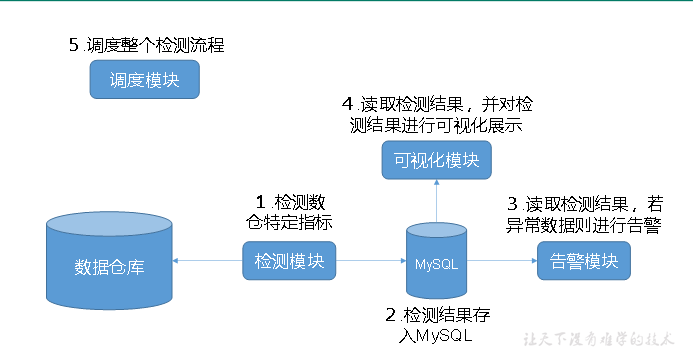 5.调度整个检测流程
调度模块
4.读取检测结果，并对检
测结果进行可视化展示
可视化模块
1.检测数
仓特定指标
3.读取检测结果，若
异常数据则进行告警
数据仓库
检测模块
MySQL
告警模块
2.检测结果存
入MySQL
让天下没有难学的技术